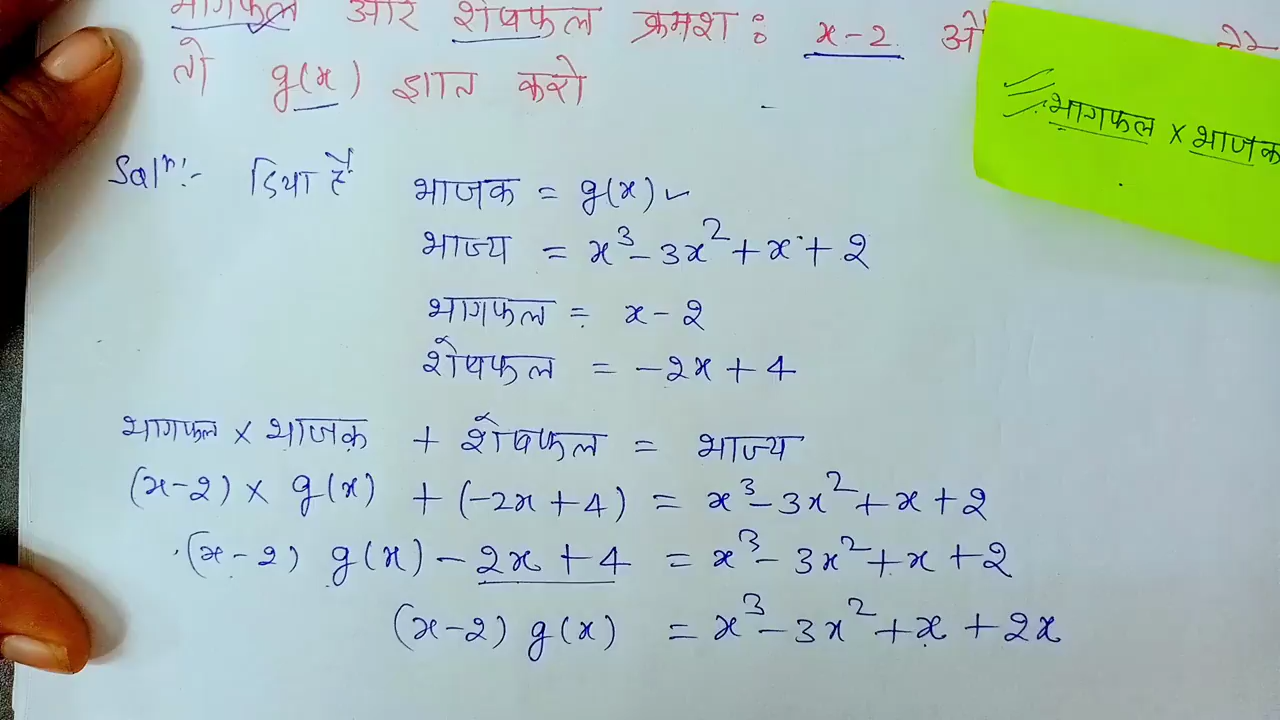 भागफल और शेषफल क्रमश: x-2
तो g(x) ज्ञात करो
भागफल × भाजक
Solⁿ:- दिया है भाजक = g(x)
भाज्य = x³-3x²+x+2
भागफल = x-2
शेषफल = -2x+4
भागफल × भाजक + शेषफल = भाज्य
(x-2) × g(x) + (-2x+4) = x³-3x²+x+2
(x-2) g(x) - 2x+4 = x³-3x²+x+2
(x-2) g(x) = x³-3x²+x+2x